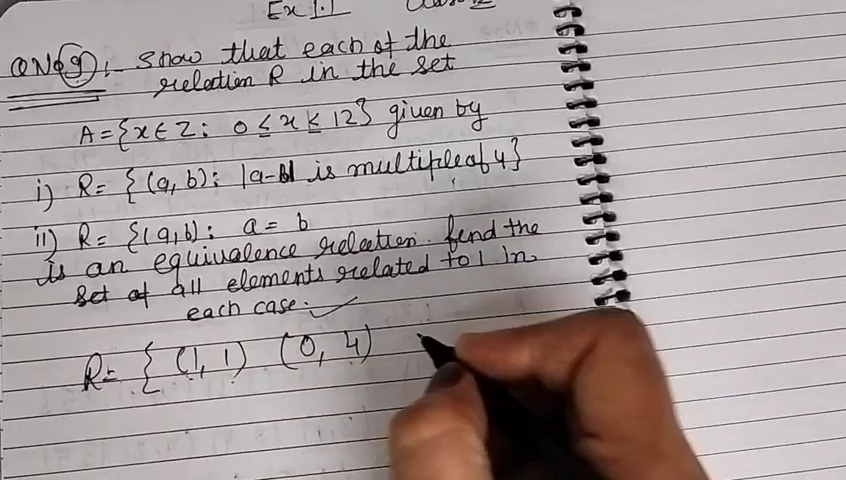 Ex 1.1
QNo 9: Show that each of the
relation R in the set
A = {x ∈ Z: 0 ≤ x ≤ 12} given by
i) R = {(a, b): |a-b| is multiple of 4}
ii) R = {(a,b): a = b
is an equivalence relation. find the
set of all elements related to 1 in
each case.
R = { (1, 1) (0, 4)